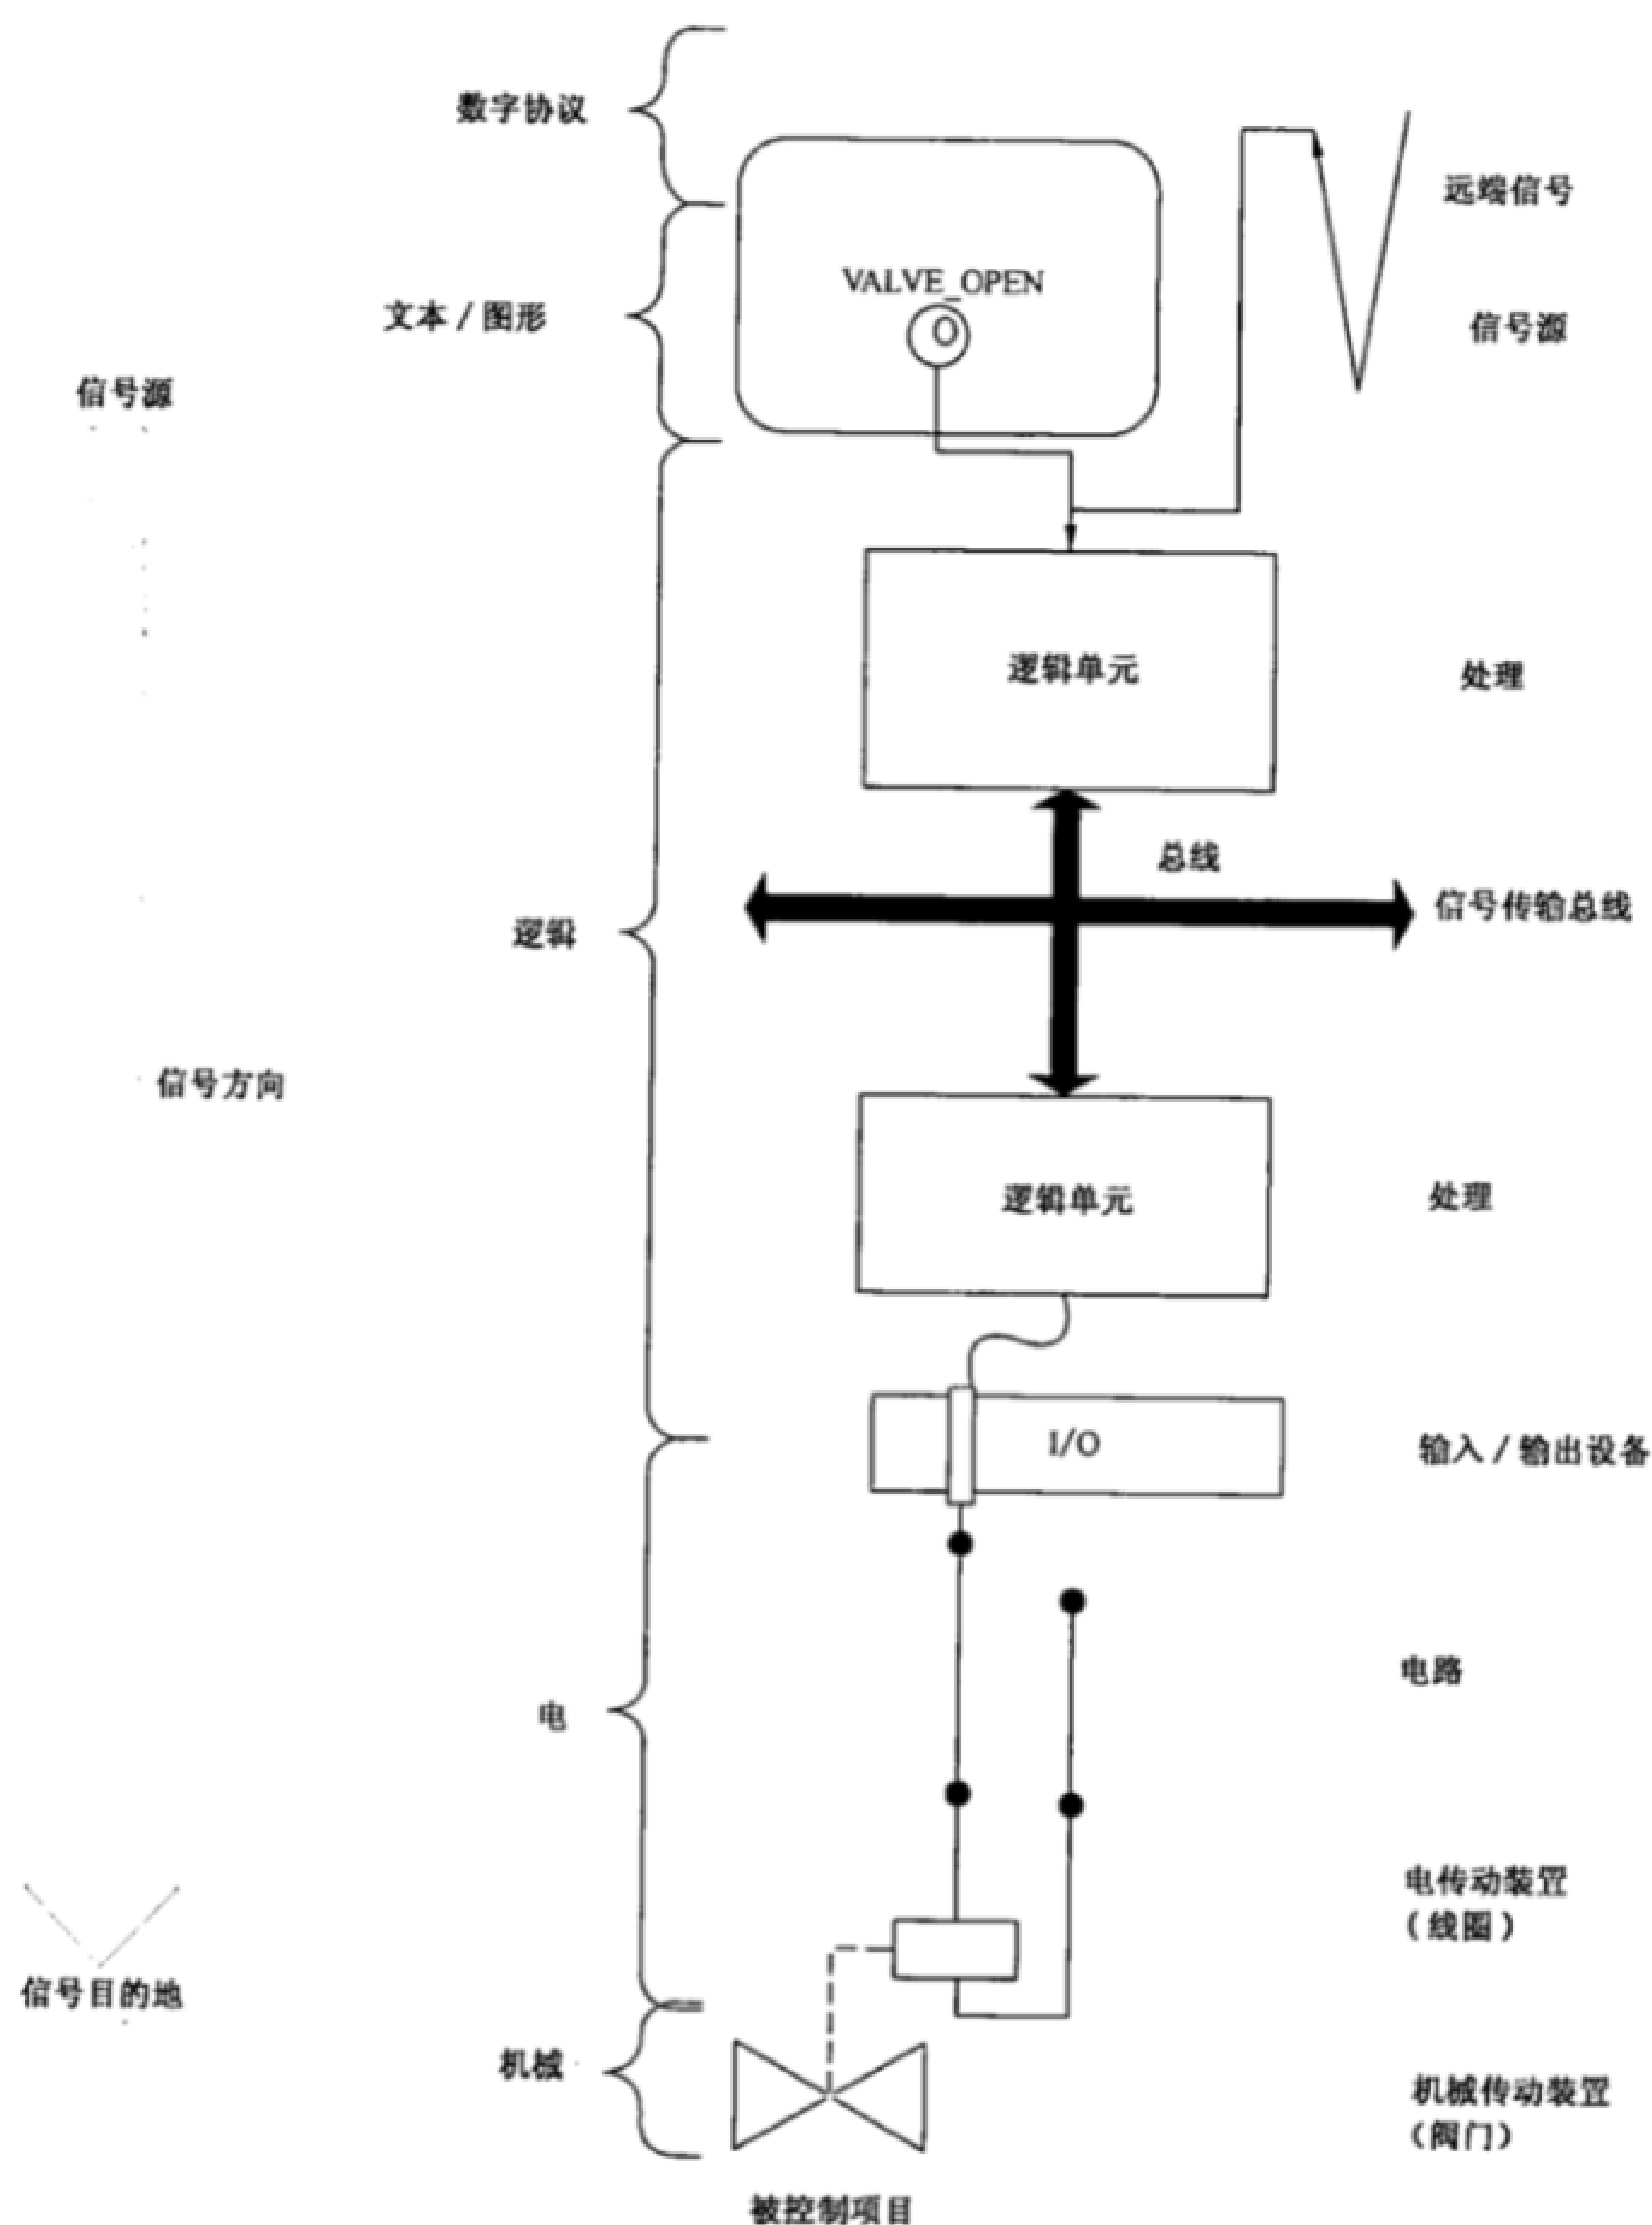 数字协议
远端信号
VALVE_OPEN
O
文本/图形
信号源
信号源
逻辑单元
处理
总线
信号传输总线
逻辑
信号方向
逻辑单元
处理
I/O
输入/输出设备
电路
电
电传动装置
(线圈)
信号目的地
机械
机械传动装置
(阀门)
被控制项目